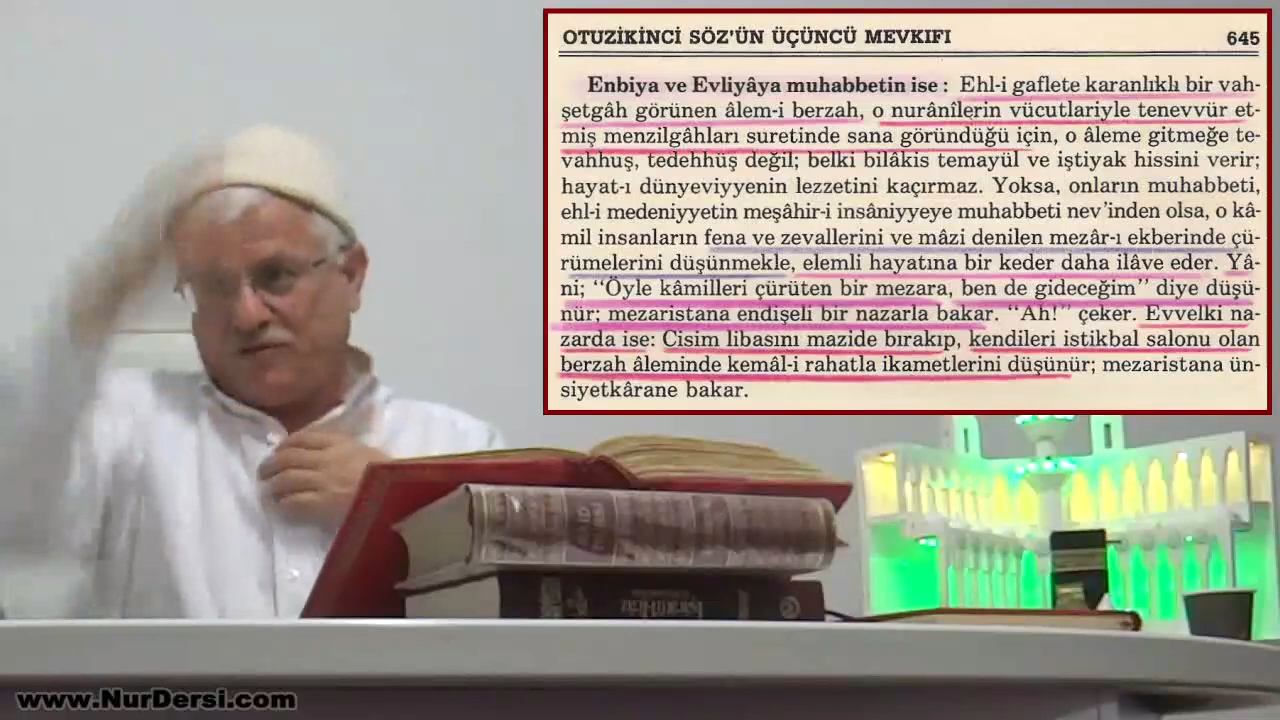 OTUZİKİNCİ SÖZ'ÜN ÜÇÜNCÜ MEVKIFI 645
Enbiya ve Evliyâya muhabbetin ise : Ehl-i gaflete karanlıklı bir vah-
şetgâh görünen âlem-i berzah, o nurânîlerin vücutlariyle tenevvür et-
miş menzilgâhları suretinde sana göründüğü için, o âleme gitmeğe te-
vahhuş, tedehhüş değil; belki bilâkis temayül ve iştiyak hissini verir;
hayat-ı dünyeviyyenin lezzetini kaçırmaz. Yoksa, onların muhabbeti,
ehl-i medeniyyetin meşâhir-i insâniyyeye muhabbeti nev'inden olsa, o kâ-
mil insanların fena ve zevallerini ve mâzi denilen mezâr-ı ekberinde çü-
rümelerini düşünmekle, elemli hayatına bir keder daha ilâve eder. Yâ-
ni; "Öyle kâmilleri çürüten bir mezara, ben de gideceğim" diye düşü-
nür; mezaristana endişeli bir nazarla bakar. "Ah!" çeker. Evvelki na-
zarda ise: Cisim libasını mazide bırakıp, kendileri istikbal salonu olan
berzah âleminde kemâl-i rahatla ikametlerini düşünür; mezaristana ün-
siyetkârane bakar.
www.NurDersi.com